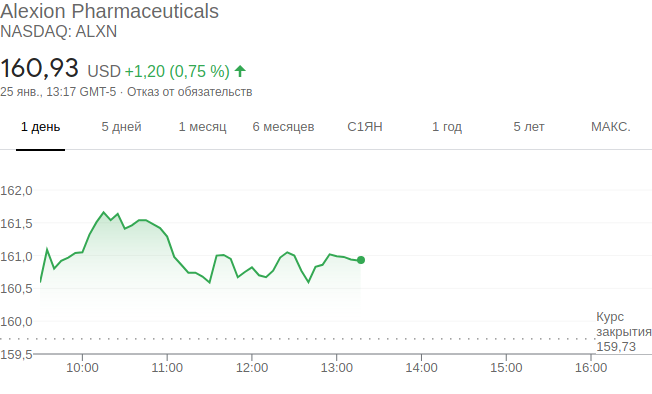 Alexion Pharmaceuticals
NASDAQ: ALXN
160,93 USD +1,20 (0,75 %)
25 янв., 13:17 GMT-5 · Отказ от обязательств
1 день 5 дней 1 месяц 6 месяцев С1ЯН 1 год 5 лет МАКС.
162,0
161,5
161,0
160,5
160,0
159,5
Курс
закрытия
159,73
10:00 11:00 12:00 13:00 14:00 15:00 16:00